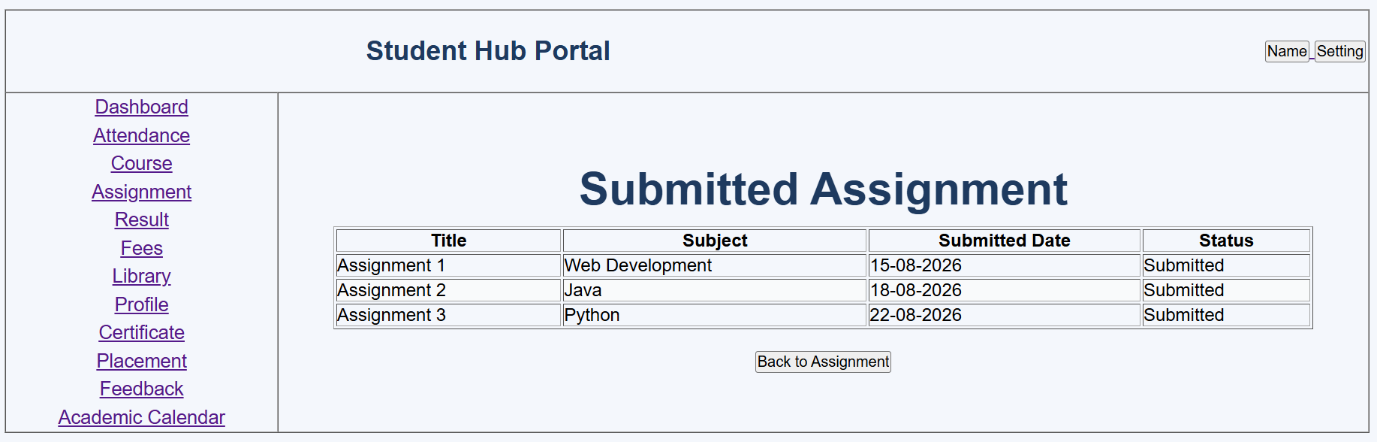 Student Hub Portal
Name Setting
Dashboard
Attendance
Course
Assignment
Result
Fees
Library
Profile
Certificate
Placement
Feedback
Academic Calendar
Submitted Assignment
Title Subject Submitted Date Status
Assignment 1 Web Development 15-08-2026 Submitted
Assignment 2 Java 18-08-2026 Submitted
Assignment 3 Python 22-08-2026 Submitted
Back to Assignment